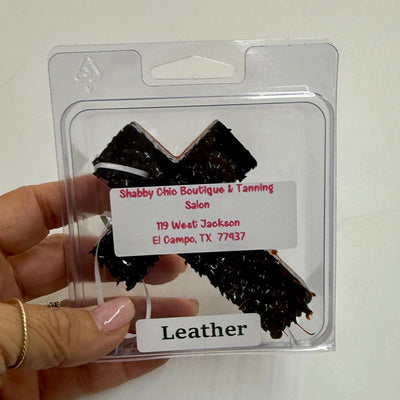 Shabby Chic Boutique & Tanning
Salon
119 West Jackson
El Campo, TX 77437
Leather